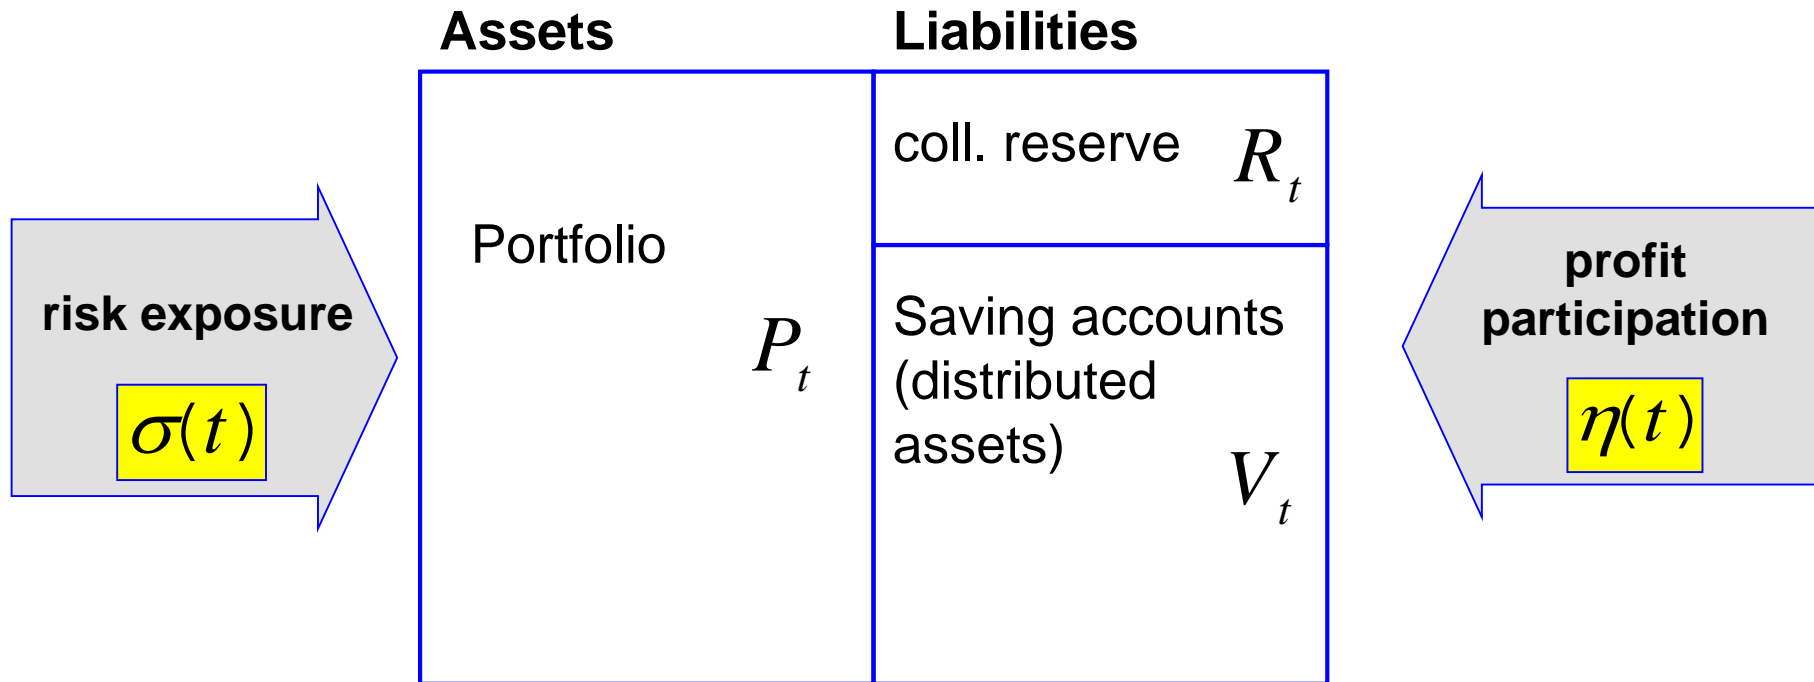 Assets
Liabilities
risk exposure
σ(t)
Portfolio
P_t
coll. reserve R_t
Saving accounts
(distributed
assets)
V_t
profit
participation
η(t)